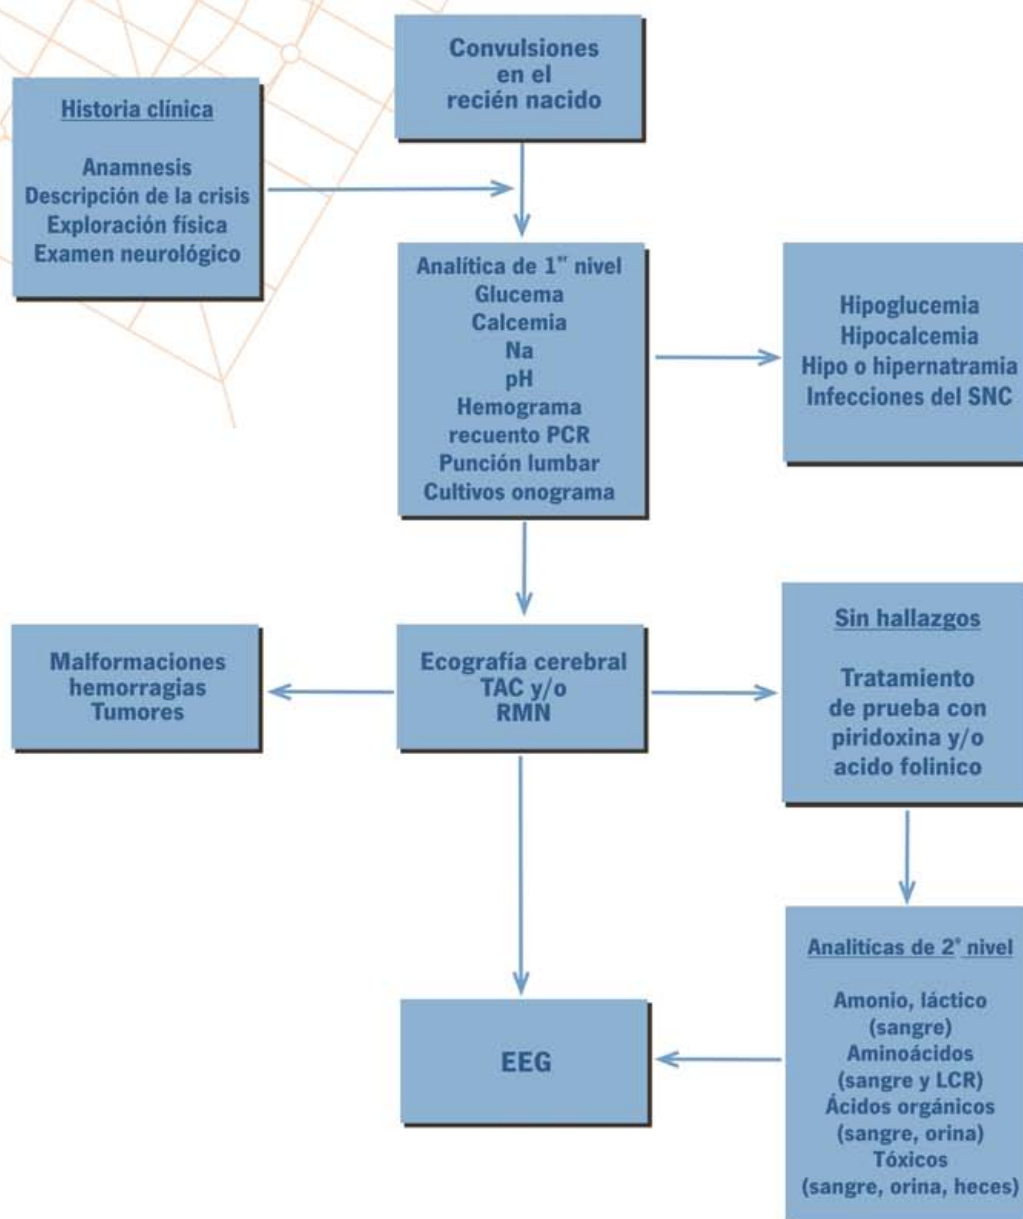 Convulsiones
en el
recién nacido
Historia clínica
Anamnesis
Descripción de la crisis
Exploración física
Examen neurológico
Analítica de 1er nivel
Glucema
Calcemia
Na
pH
Hemograma
recuento PCR
Punción lumbar
Cultivos onograma
Hipoglucemia
Hipocalcemia
Hipo o hipernatramia
Infecciones del SNC
Malformaciones
hemorragias
Tumores
Ecografía cerebral
TAC y/o
RMN
Sin hallazgos
Tratamiento
de prueba con
piridoxina y/o
acido folinico
EEG
Analitícas de 2° nivel
Amonio, láctico
(sangre)
Aminoácidos
(sangre y LCR)
Ácidos orgánicos
(sangre, orina)
Tóxicos
(sangre, orina, heces)